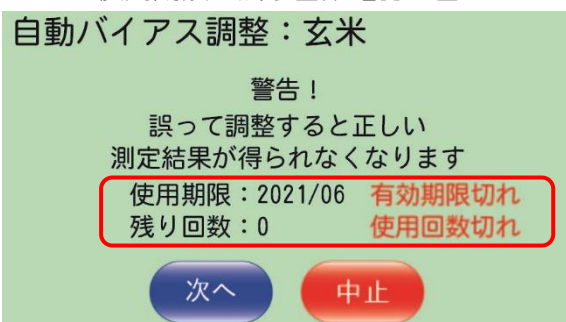 自動バイアス調整：玄米
警告！
誤って調整すると正しい
測定結果が得られなくなります
使用期限：2021/06 有効期限切れ
残り回数：0 使用回数切れ
次へ 中止